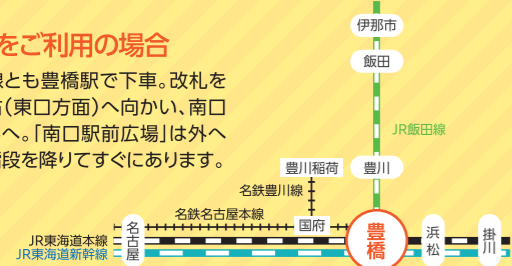 をご利用の場合
線とも豊橋駅で下車。改札を
(東口方面)へ向かい、南口
へ。「南口駅前広場」は外へ
階段を降りてすぐにあります。
伊那市
飯田
JR飯田線
豊川稲荷
豊川
名鉄豊川線
名鉄名古屋本線
国府
JR東海道本線
JR東海道新幹線
名古屋
豊橋
浜松
掛川